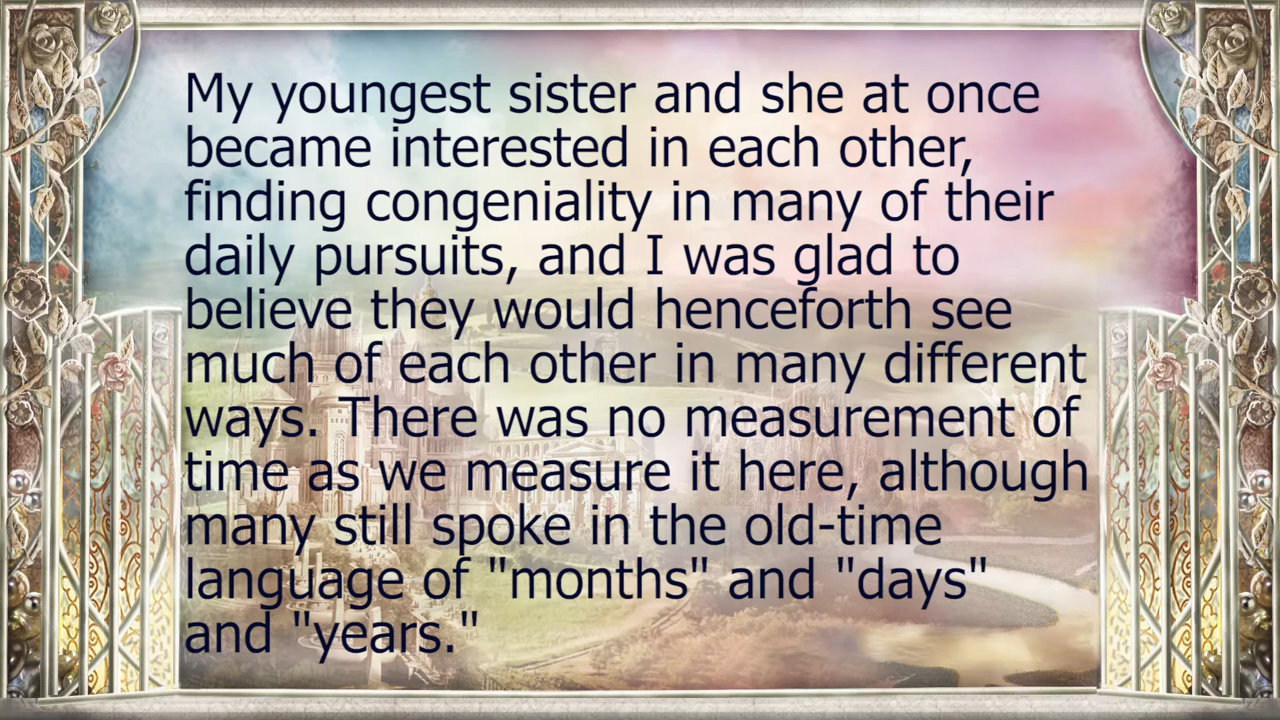 My youngest sister and she at once
became interested in each other,
finding congeniality in many of their
daily pursuits, and I was glad to
believe they would henceforth see
much of each other in many different
ways. There was no measurement of
time as we measure it here, although
many still spoke in the old-time
language of "months" and "days"
and "years."